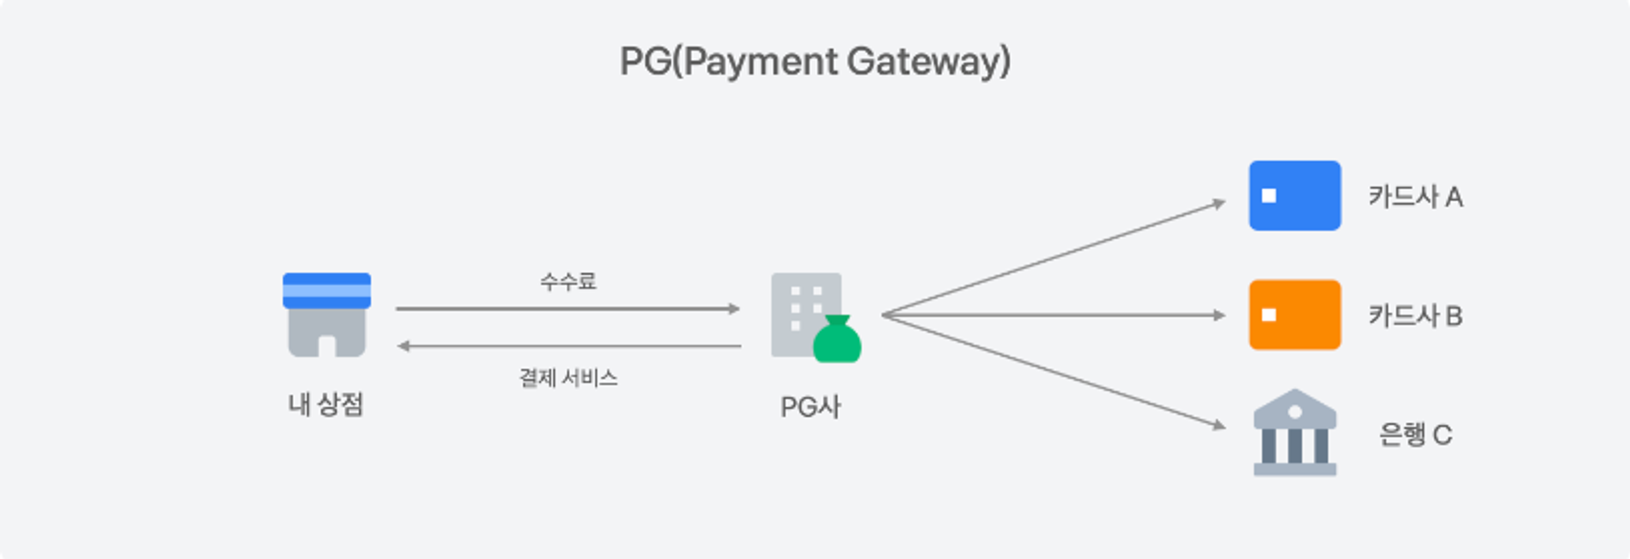 PG(Payment Gateway)
카드사 A
수수료
카드사 B
결제 서비스
내 상점
PG사
은행 C